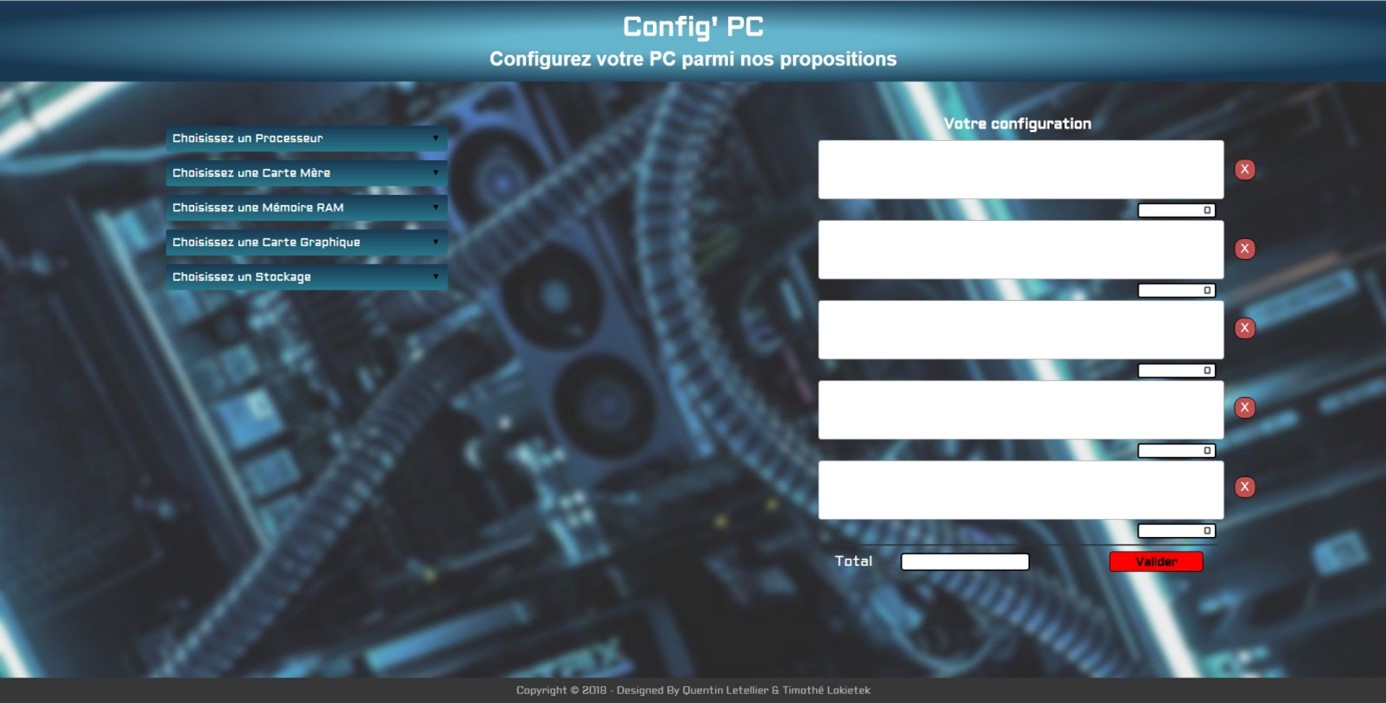 Config' PC
Configurez votre PC parmi nos propositions
Choisissez un Processeur
Choisissez une Carte Mère
Choisissez une Mémoire RAM
Choisissez une Carte Graphique
Choisissez un Stockage
Votre configuration
X
0
X
0
X
0
X
0
X
0
Total
Valider
Copyright © 2018 - Designed By Quentin Letellier & Timothé Lokietek